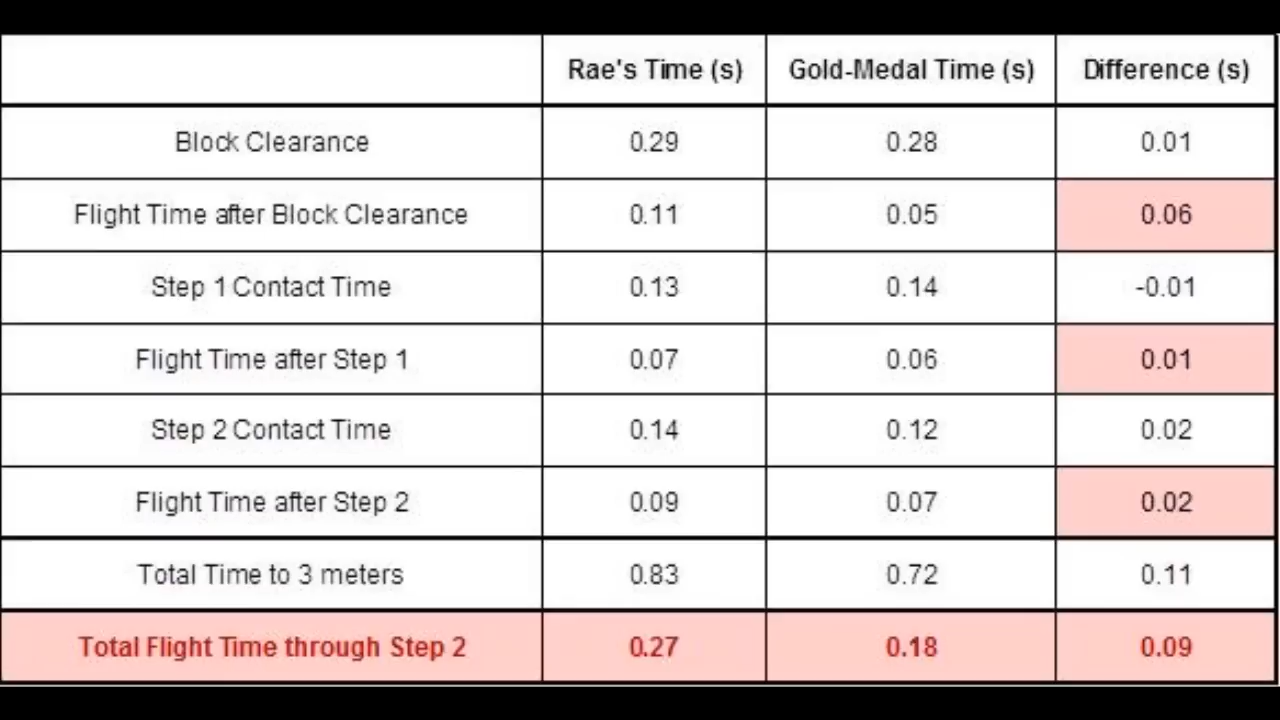 Rae's Time (s) Gold-Medal Time (s) Difference (s)
Block Clearance 0.29 0.28 0.01
Flight Time after Block Clearance 0.11 0.05 0.06
Step 1 Contact Time 0.13 0.14 -0.01
Flight Time after Step 1 0.07 0.06 0.01
Step 2 Contact Time 0.14 0.12 0.02
Flight Time after Step 2 0.09 0.07 0.02
Total Time to 3 meters 0.83 0.72 0.11
Total Flight Time through Step 2 0.27 0.18 0.09